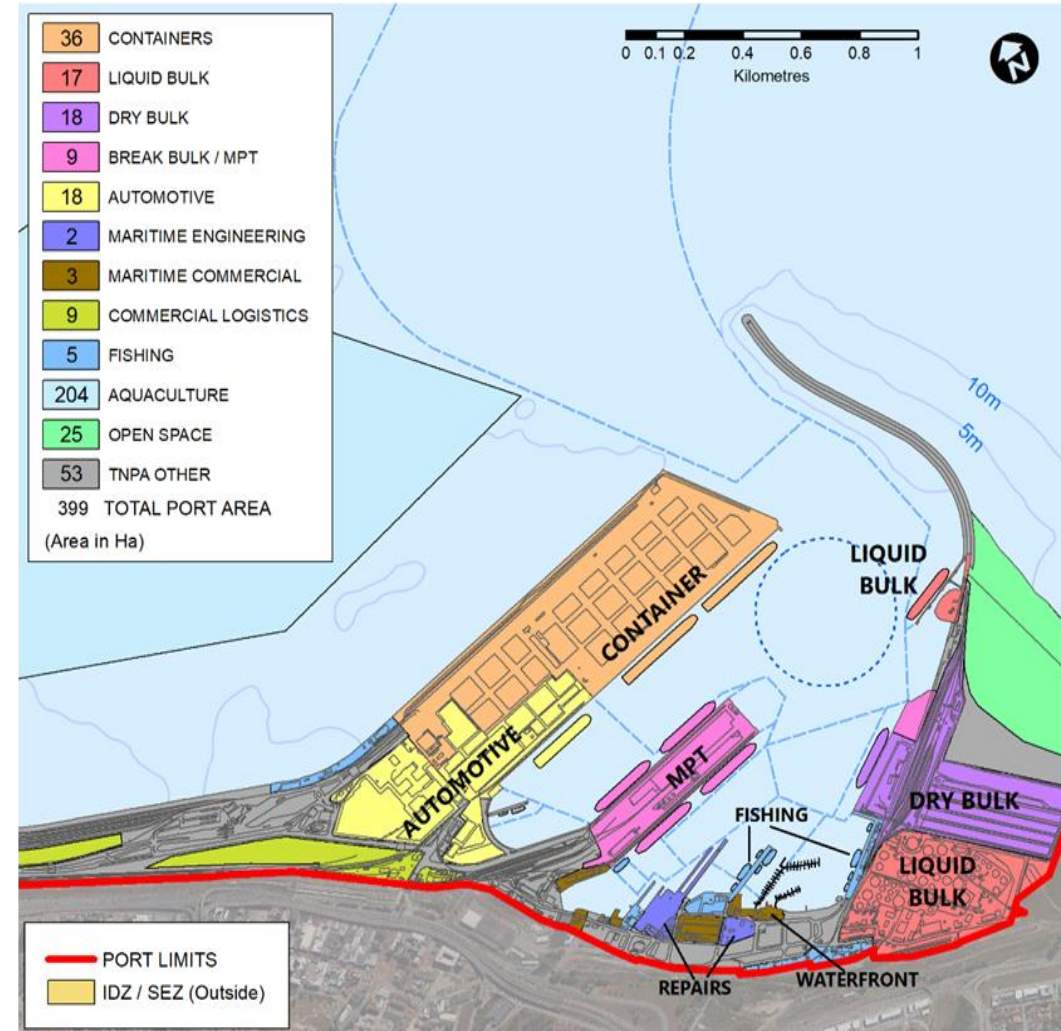 36 CONTAINERS
17 LIQUID BULK
18 DRY BULK
9 BREAK BULK / MPT
18 AUTOMOTIVE
2 MARITIME ENGINEERING
3 MARITIME COMMERCIAL
9 COMMERCIAL LOGISTICS
5 FISHING
204 AQUACULTURE
25 OPEN SPACE
53 TNPA OTHER
399 TOTAL PORT AREA
(Area in Ha)
0 0.1 0.2 0.4 0.6 0.8 1
Kilometres
N
10m
5m
LIQUID
BULK
CONTAINER
AUTOMOTIVE
MPT
FISHING
DRY BULK
LIQUID
BULK
REPAIRS
WATERFRONT
PORT LIMITS
IDZ / SEZ (Outside)